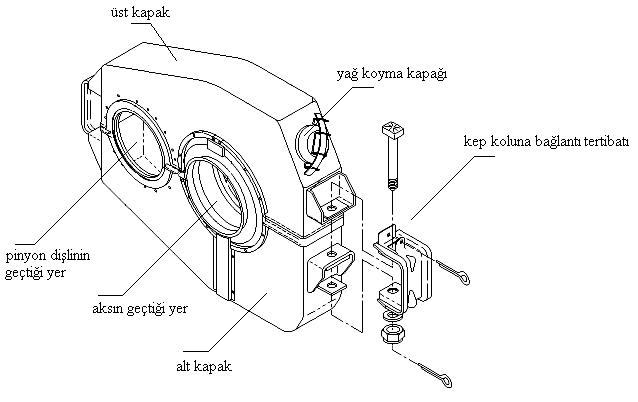 üst kapak
yağ koyma kapağı
kep koluna bağlantı tertibatı
pinyon dişlinin
geçtiği yer
aksın geçtiği yer
alt kapak